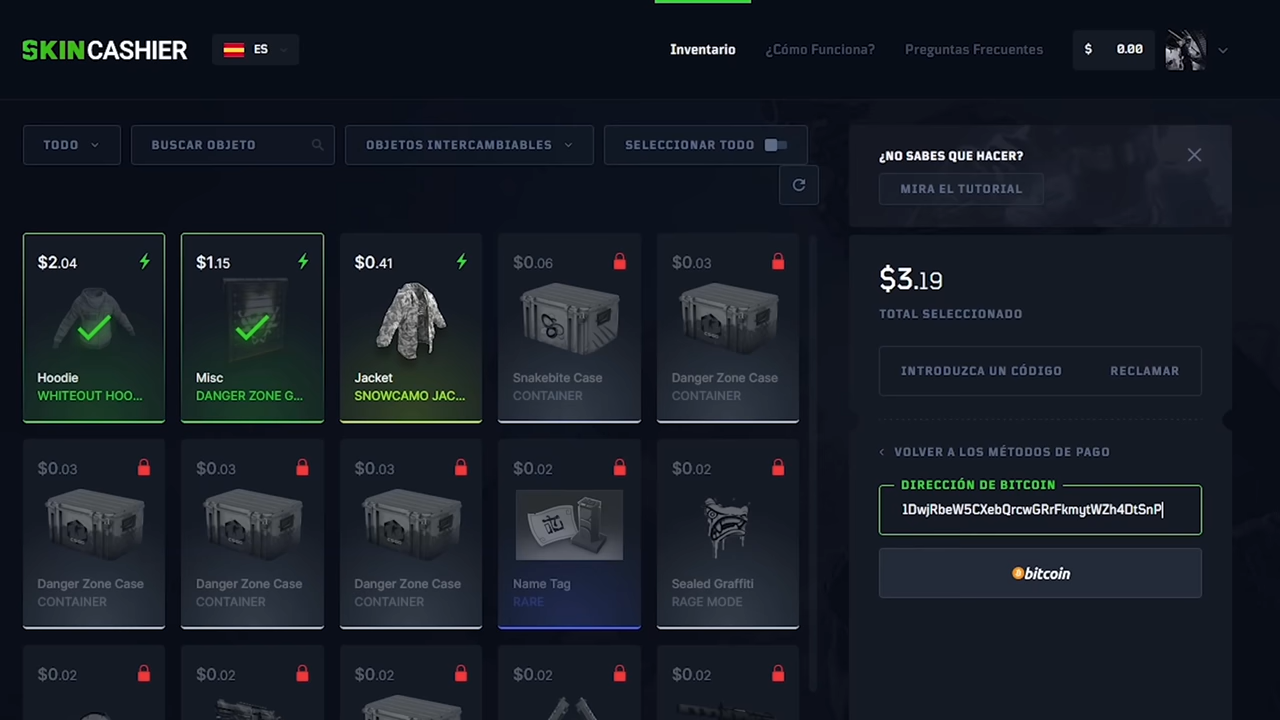 SKINCASHIER
ES
Inventario
¿Cómo Funciona?
Preguntas Frecuentes
$ 0.00
TODO
BUSCAR OBJETO
OBJETOS INTERCAMBIABLES
SELECCIONAR TODO
¿NO SABES QUE HACER?
MIRA EL TUTORIAL
$2.04
Hoodie
WHITEOUT HOO...
$1.15
Misc
DANGER ZONE G...
$0.41
Jacket
SNOWCAMO JAC...
$0.06
Snakebite Case
CONTAINER
$0.03
Danger Zone Case
CONTAINER
$0.03
Danger Zone Case
CONTAINER
$0.03
Danger Zone Case
CONTAINER
$0.03
Danger Zone Case
CONTAINER
$0.02
Name Tag
RARE
$0.02
Sealed Graffiti
RAGE MODE
$0.02
$0.02
$0.02
$0.02
$0.02
$3.19
TOTAL SELECCIONADO
INTRODUZCA UN CÓDIGO
RECLAMAR
VOLVER A LOS MÉTODOS DE PAGO
DIRECCIÓN DE BITCOIN
1DwjRbeW5CXebQrcwGRrFkmytWZh4DtSnP
bitcoin